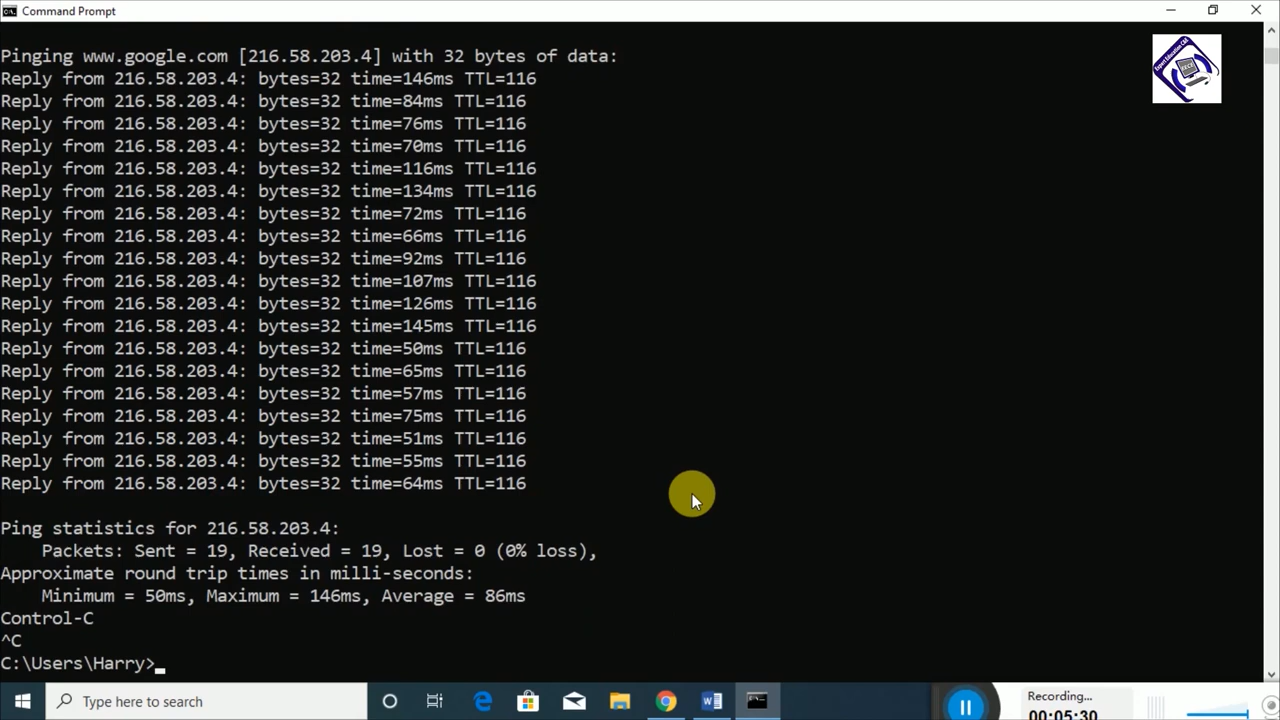 Command Prompt
Pinging www.google.com [216.58.203.4] with 32 bytes of data:
Reply from 216.58.203.4: bytes=32 time=146ms TTL=116
Reply from 216.58.203.4: bytes=32 time=84ms TTL=116
Reply from 216.58.203.4: bytes=32 time=76ms TTL=116
Reply from 216.58.203.4: bytes=32 time=70ms TTL=116
Reply from 216.58.203.4: bytes=32 time=116ms TTL=116
Reply from 216.58.203.4: bytes=32 time=134ms TTL=116
Reply from 216.58.203.4: bytes=32 time=72ms TTL=116
Reply from 216.58.203.4: bytes=32 time=66ms TTL=116
Reply from 216.58.203.4: bytes=32 time=92ms TTL=116
Reply from 216.58.203.4: bytes=32 time=107ms TTL=116
Reply from 216.58.203.4: bytes=32 time=126ms TTL=116
Reply from 216.58.203.4: bytes=32 time=145ms TTL=116
Reply from 216.58.203.4: bytes=32 time=50ms TTL=116
Reply from 216.58.203.4: bytes=32 time=65ms TTL=116
Reply from 216.58.203.4: bytes=32 time=57ms TTL=116
Reply from 216.58.203.4: bytes=32 time=75ms TTL=116
Reply from 216.58.203.4: bytes=32 time=51ms TTL=116
Reply from 216.58.203.4: bytes=32 time=55ms TTL=116
Reply from 216.58.203.4: bytes=32 time=64ms TTL=116
Ping statistics for 216.58.203.4:
Packets: Sent = 19, Received = 19, Lost = 0 (0% loss),
Approximate round trip times in milli-seconds:
Minimum = 50ms, Maximum = 146ms, Average = 86ms
Control-C
^C
C:\Users\Harry>_
Type here to search
Recording...
00:05:30